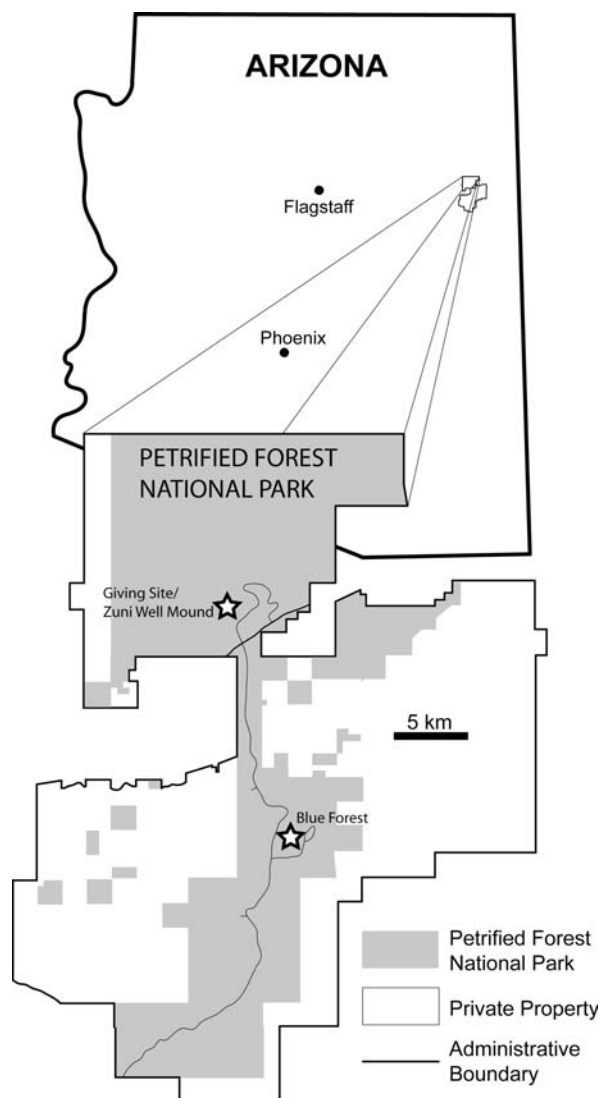 ARIZONA
Flagstaff
Phoenix
PETRIFIED FOREST
NATIONAL PARK
Giving Site/
Zuni Well Mound
5 km
Blue Forest
Petrified Forest
National Park
Private Property
Administrative
Boundary